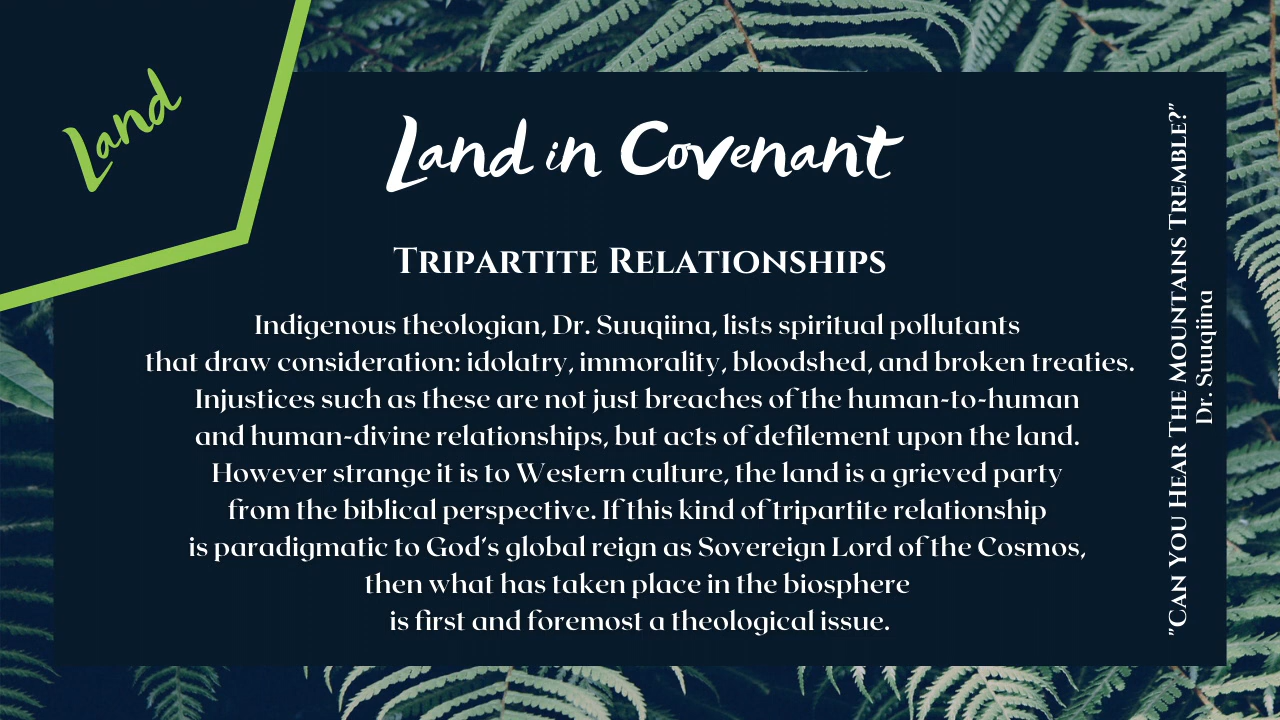 Land
Land in Covenant
Tripartite Relationships
Indigenous theologian, Dr. Suuqiina, lists spiritual pollutants
that draw consideration: idolatry, immorality, bloodshed, and broken treaties.
Injustices such as these are not just breaches of the human-to-human
and human-divine relationships, but acts of defilement upon the land.
However strange it is to Western culture, the land is a grieved party
from the biblical perspective. If this kind of tripartite relationship
is paradigmatic to God's global reign as Sovereign Lord of the Cosmos,
then what has taken place in the biosphere
is first and foremost a theological issue.
"Can You Hear The Mountains Tremble?"
Dr. Suuqiina